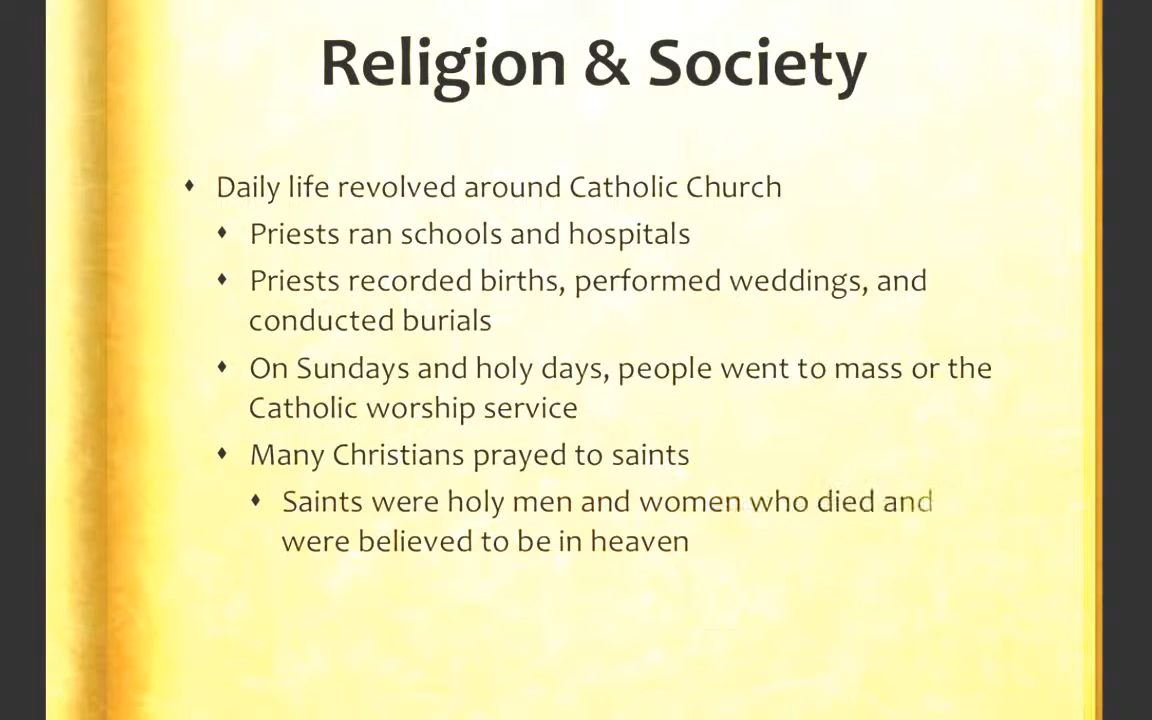 Religion & Society
Daily life revolved around Catholic Church
Priests ran schools and hospitals
Priests recorded births, performed weddings, and
conducted burials
On Sundays and holy days, people went to mass or the
Catholic worship service
Many Christians prayed to saints
Saints were holy men and women who died and
were believed to be in heaven